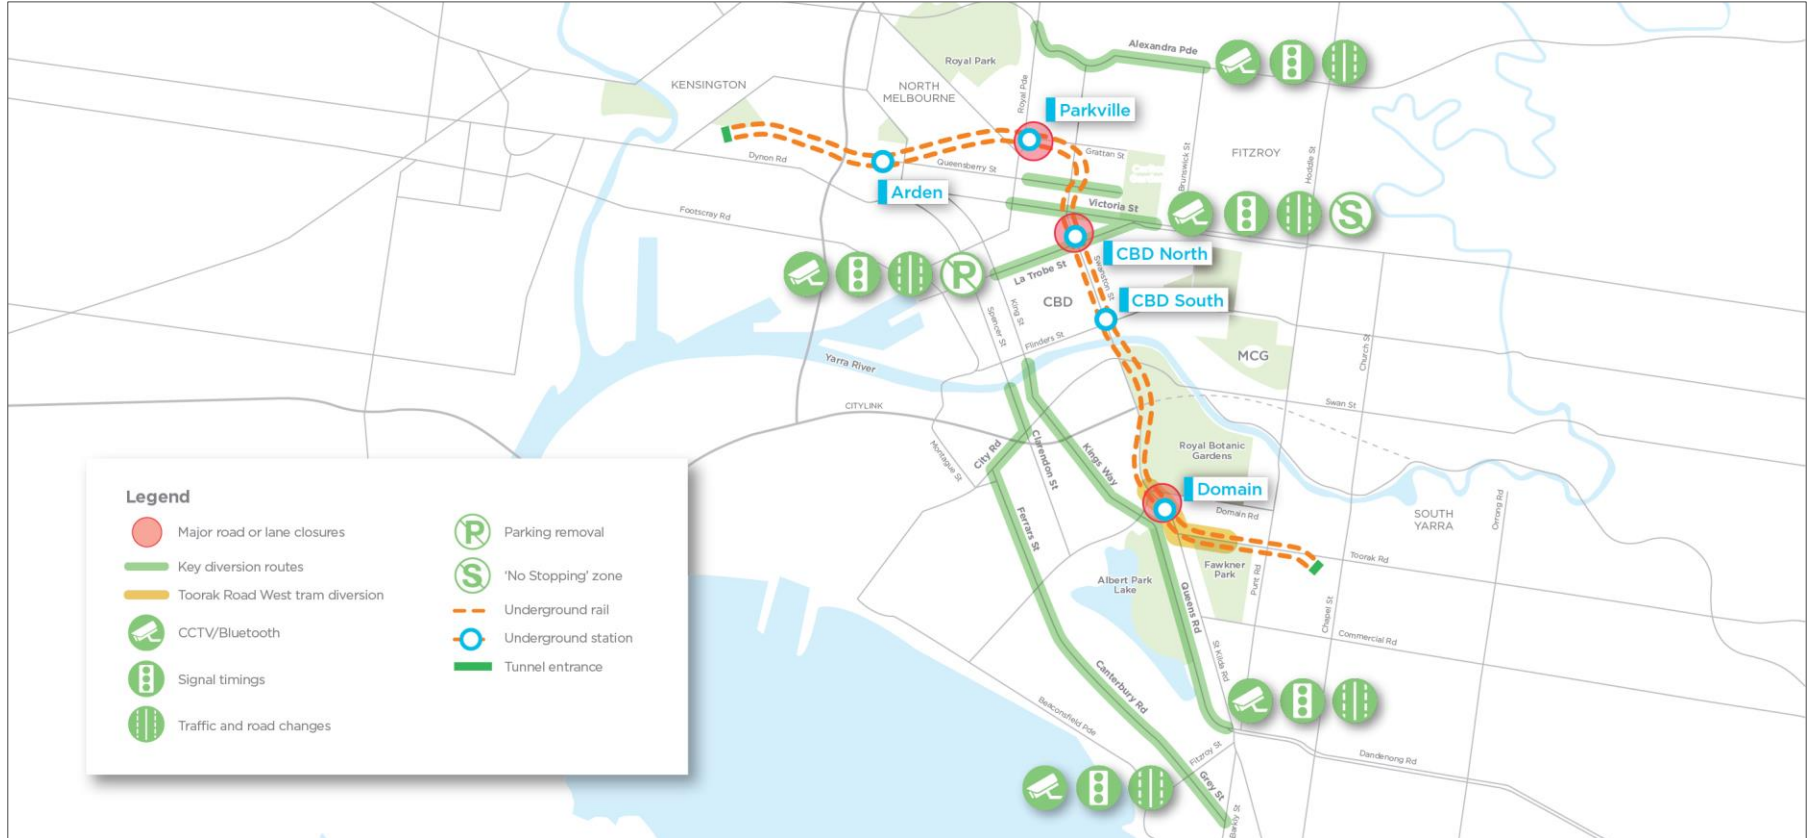 Alexandra Pde
Royal Park
KENSINGTON
NORTH
MELBOURNE
Royal Pde
Parkville
Grattan St
Brunswick St
FITZROY
Hoddle St
Dynon Rd
Queensberry St
Arden
Victoria St
Footscray Rd
S
CBD North
La Trobe St
Swanston St
P
CBD
CBD South
King St
Spencer St
Flinders St
MCG
Church St
Yarra River
CITYLINK
Swan St
Montague St
City Rd
Clarendon St
Kings Way
Royal Botanic
Gardens
Domain
Domain Rd
SOUTH
YARRA
Orrong Rd
Ferrars St
Toorak Rd
Fawkner
Park
Punt Rd
Albert Park
Lake
Queens Rd
Chapel St
Commercial Rd
St Kilda Rd
Canterbury Rd
Beaconsfield Pde
Fitzroy St
Grey St
Barkly St
Dandenong Rd
Legend
Major road or lane closures
Key diversion routes
Toorak Road West tram diversion
CCTV/Bluetooth
Signal timings
Traffic and road changes
P
Parking removal
S
'No Stopping' zone
Underground rail
Underground station
Tunnel entrance